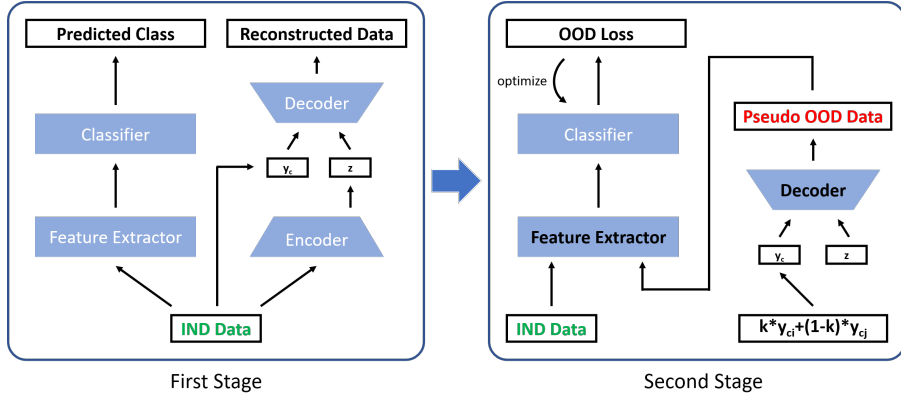 Predicted Class
Reconstructed Data
Decoder
Classifier
y_c
z
Feature Extractor
Encoder
IND Data
First Stage
OOD Loss
optimize
Pseudo OOD Data
Classifier
Decoder
Feature Extractor
y_c
z
IND Data
k*y_ci+(1-k)*y_cj
Second Stage